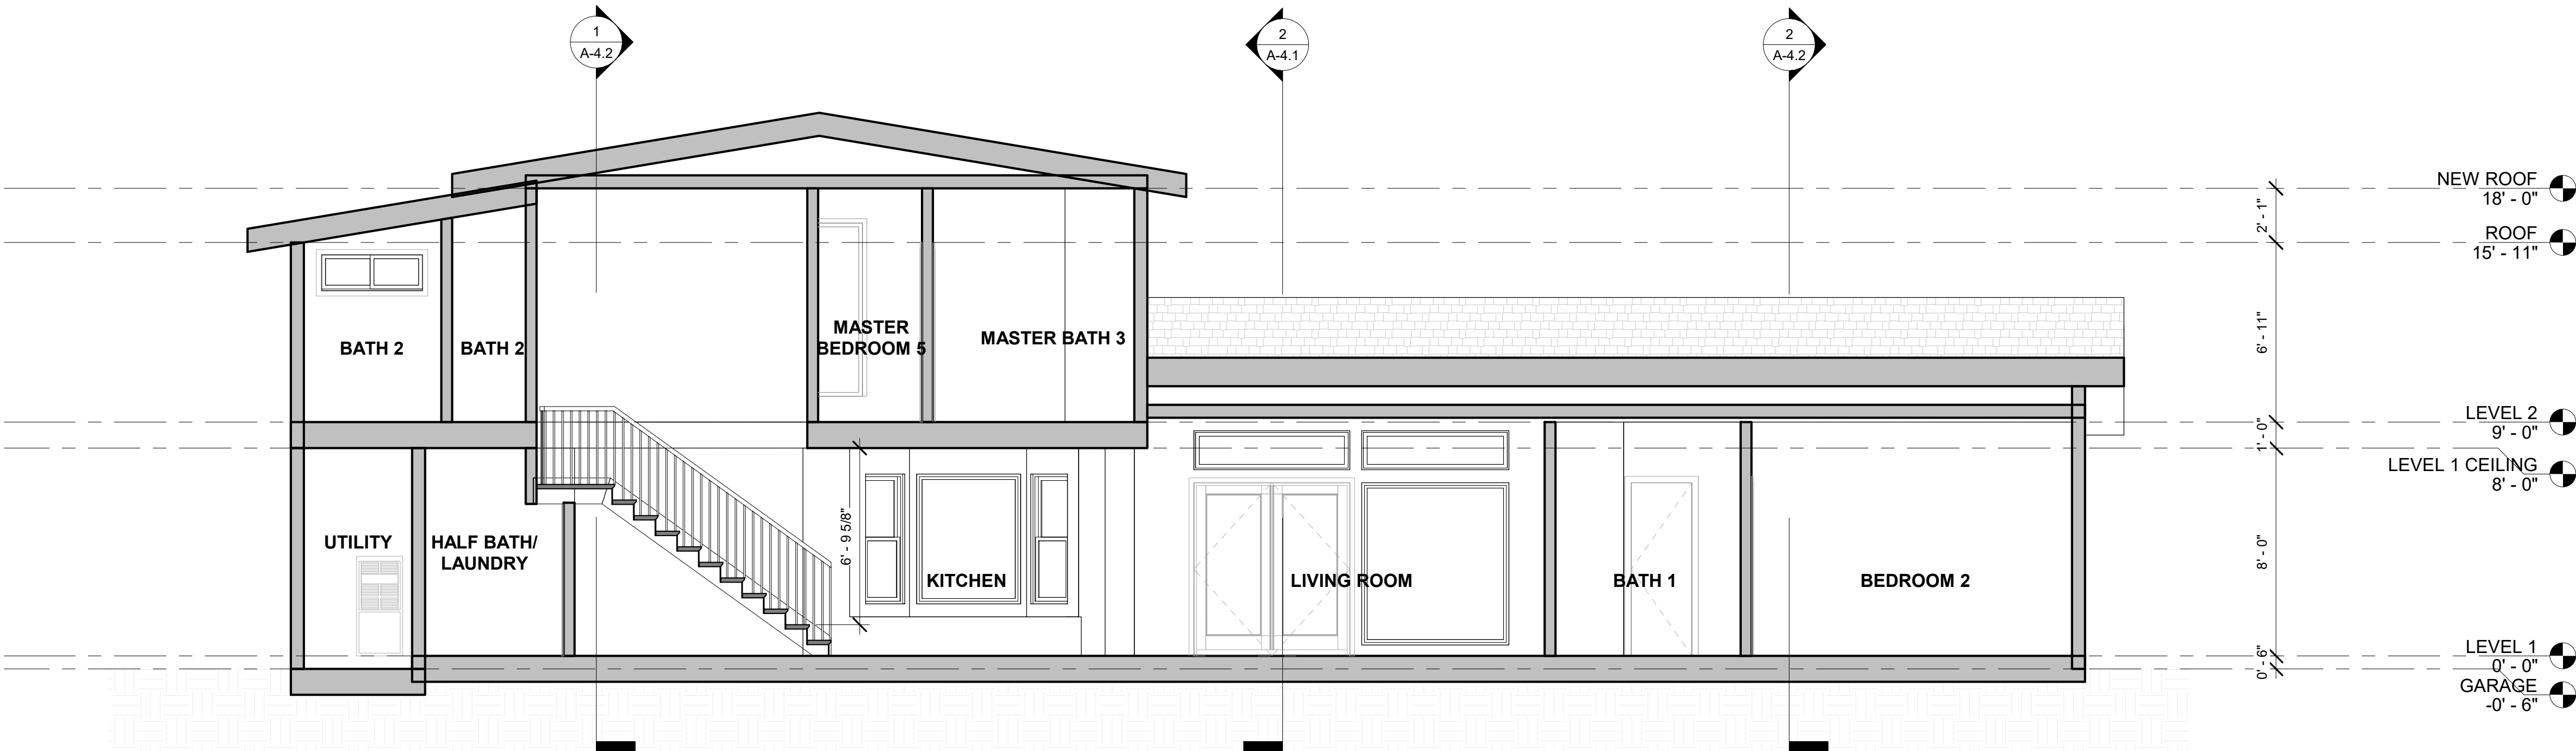 1
A-4.2
2
A-4.1
2
A-4.2
NEW ROOF
18' - 0"
2' - 1"
ROOF
15' - 11"
6' - 11"
MASTER
BEDROOM 5
MASTER BATH 3
BATH 2
BATH 2
LEVEL 2
9' - 0"
1' - 0"
LEVEL 1 CEILING
8' - 0"
6' - 9 5/8"
8' - 0"
UTILITY
HALF BATH/
LAUNDRY
KITCHEN
LIVING ROOM
BATH 1
BEDROOM 2
LEVEL 1
0' - 0"
0' - 6"
GARAGE
-0' - 6"